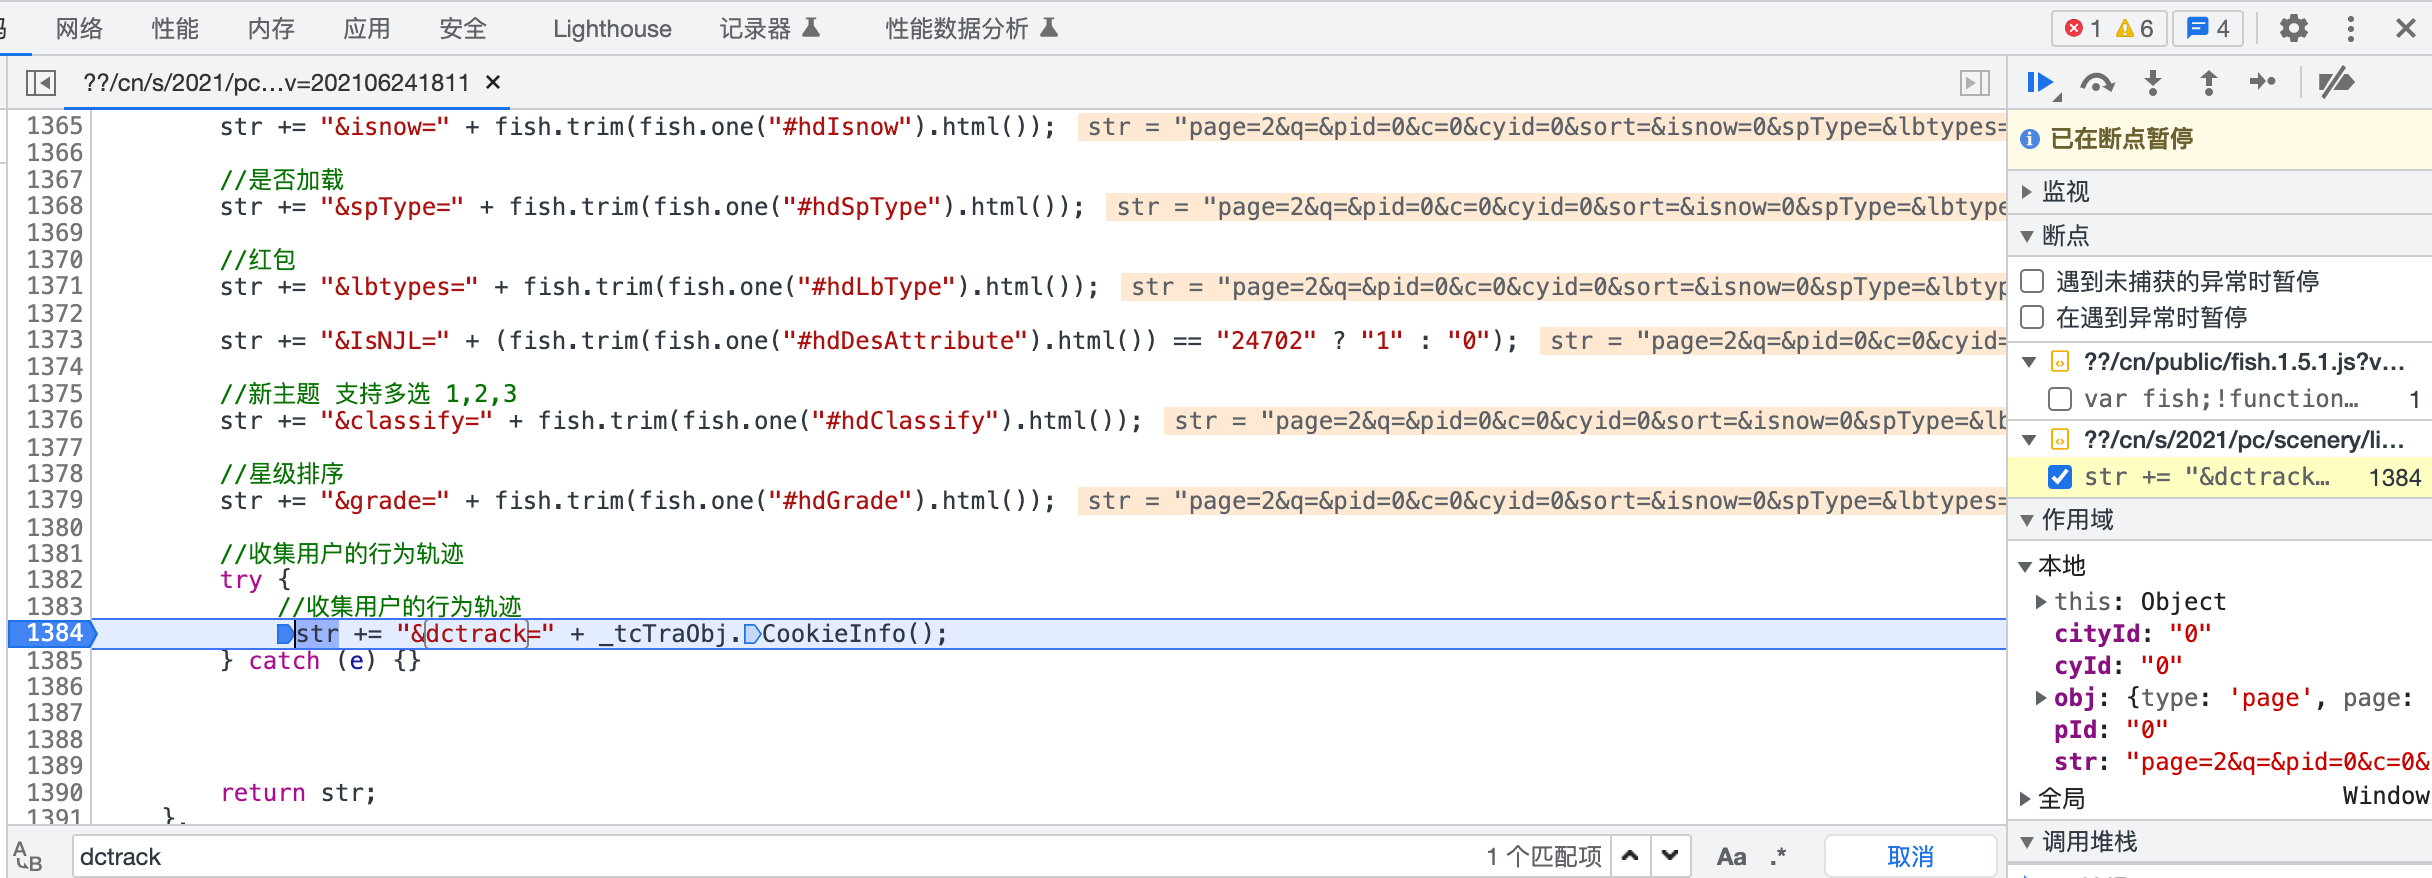 网络 性能 内存 应用 安全 Lighthouse 记录器 性能数据分析 1 6 4
??/cn/s/2021/pc...v=202106241811 ×
1365 str += "&isnow=" + fish.trim(fish.one("#hdIsnow").html()); str = "page=2&q=&pid=0&c=0&cyid=0&sort=&isnow=0&spType=&lbtypes=
1366
1367 //是否加载
1368 str += "&spType=" + fish.trim(fish.one("#hdSpType").html()); str = "page=2&q=&pid=0&c=0&cyid=0&sort=&isnow=0&spType=&lbtype
1369
1370 //红包
1371 str += "&lbtypes=" + fish.trim(fish.one("#hdLbType").html()); str = "page=2&q=&pid=0&c=0&cyid=0&sort=&isnow=0&spType=&lbtyp
1372
1373 str += "&IsNJL=" + (fish.trim(fish.one("#hdDesAttribute").html()) == "24702" ? "1" : "0"); str = "page=2&q=&pid=0&c=0&cyid=
1374
1375 //新主题 支持多选 1,2,3
1376 str += "&classify=" + fish.trim(fish.one("#hdClassify").html()); str = "page=2&q=&pid=0&c=0&cyid=0&sort=&isnow=0&spType=&lb
1377
1378 //星级排序
1379 str += "&grade=" + fish.trim(fish.one("#hdGrade").html()); str = "page=2&q=&pid=0&c=0&cyid=0&sort=&isnow=0&spType=&lbtypes=
1380
1381 //收集用户的行为轨迹
1382 try {
1383 //收集用户的行为轨迹
1384 str += "&dctrack=" + _tcTraObj.CookieInfo();
1385 } catch (e) {}
1386
1387
1388
1389
1390 return str;
1391 },
dctrack 1 个匹配项 Aa .* 取消
已在断点暂停
监视
断点
遇到未捕获的异常时暂停
在遇到异常时暂停
??/cn/public/fish.1.5.1.js?v...
var fish;!function... 1
??/cn/s/2021/pc/scenery/li...
str += "&dctrack... 1384
作用域
本地
this: Object
cityId: "0"
cyId: "0"
obj: {type: 'page', page:
pId: "0"
str: "page=2&q=&pid=0&c=0&
全局 Window
调用堆栈